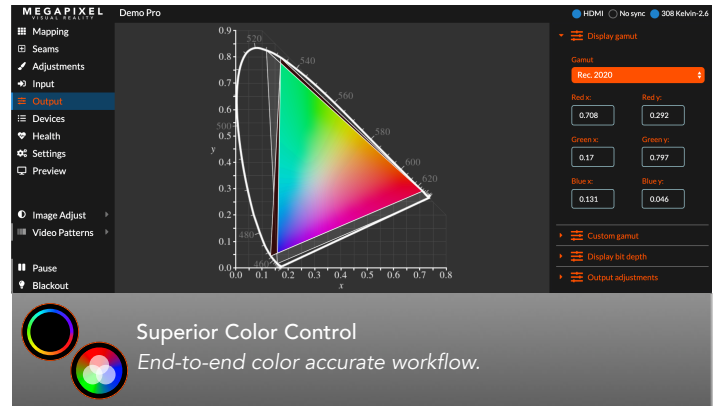 MEGAPIXEL
VISUAL REALITY
Demo Pro
HDMI
No sync
308 Kelvin-2.6
Mapping
Seams
Adjustments
Input
Output
Devices
Health
Settings
Preview
Image Adjust
Video Patterns
Pause
Blackout
0.9
0.8
0.7
0.6
0.5
0.4
0.3
0.2
0.1
0.0
y
0.0 0.1 0.2 0.3 0.4 0.5 0.6 0.7 0.8
x
520
540
560
580
600
620
500
480
460
Display gamut
Gamut
Rec. 2020
Red x: Red y:
0.708 0.292
Green x: Green y:
0.17 0.797
Blue x: Blue y:
0.131 0.046
Custom gamut
Display bit depth
Output adjustments
Superior Color Control
End-to-end color accurate workflow.